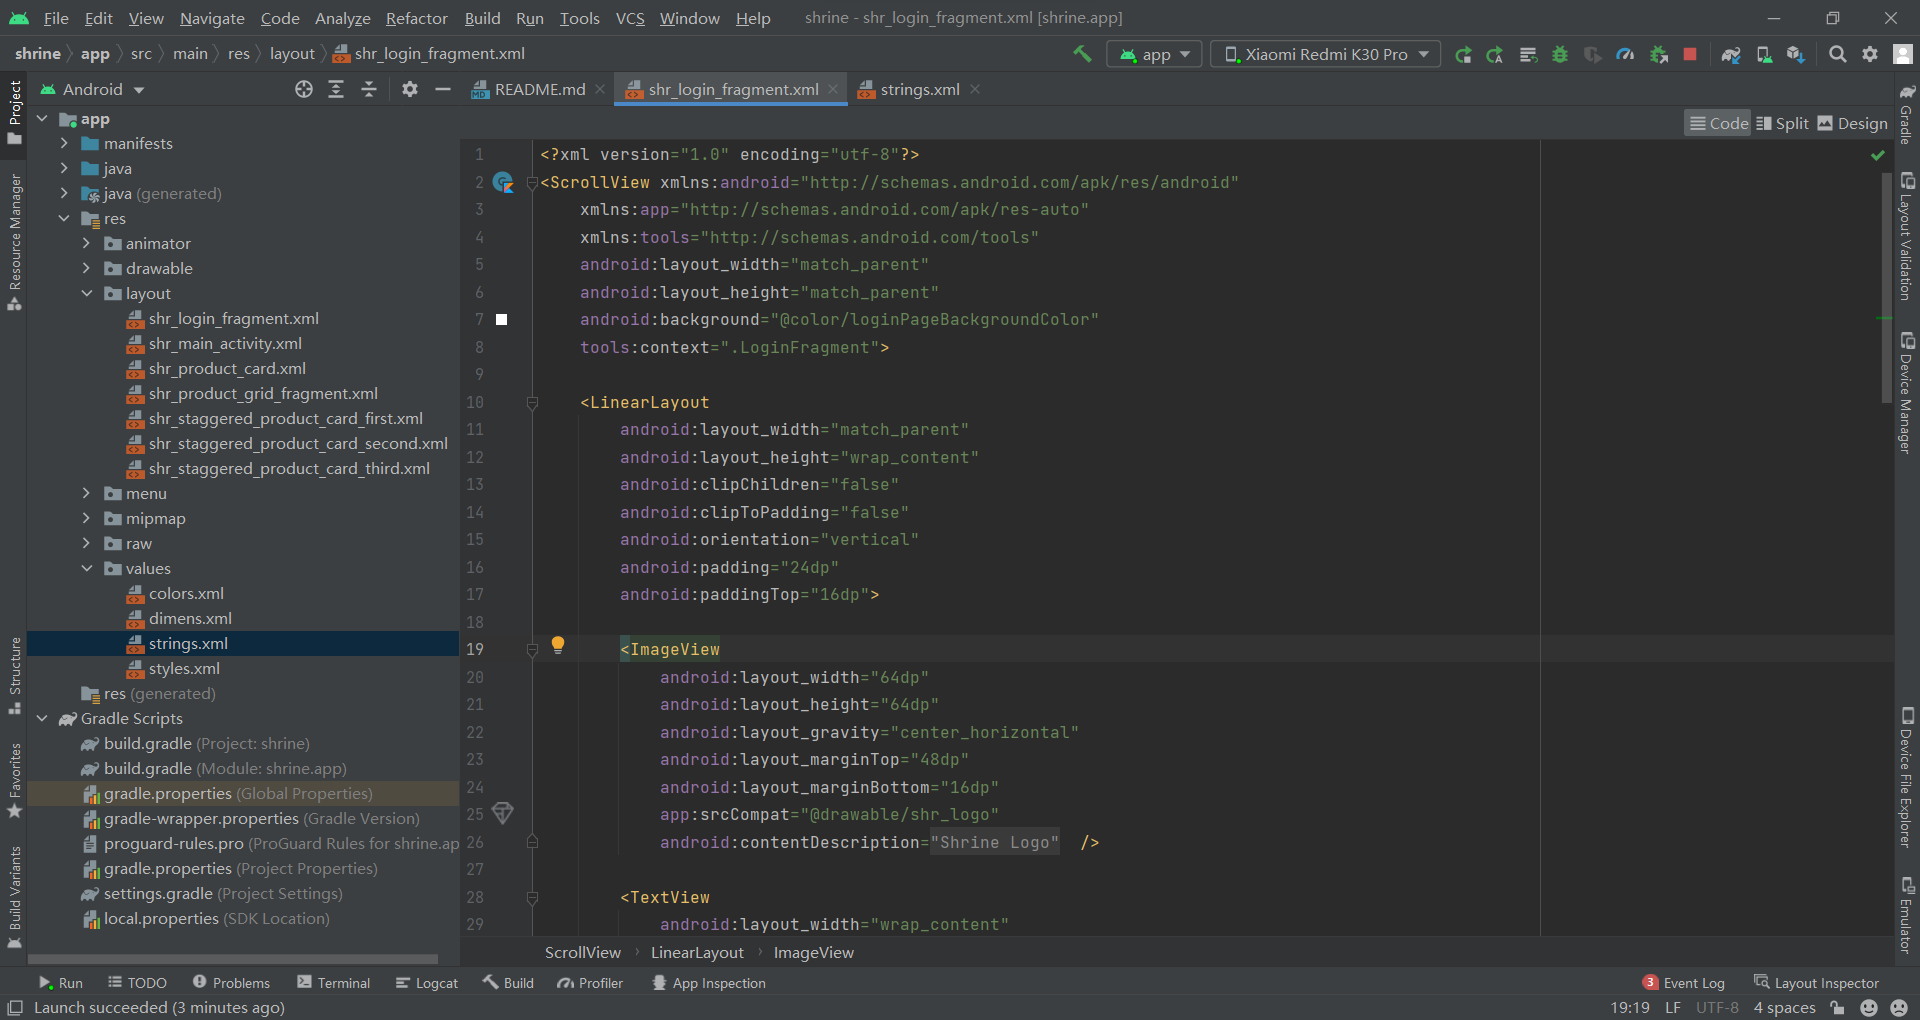 File Edit View Navigate Code Analyze Refactor Build Run Tools VCS Window Help shrine - shr_login_fragment.xml [shrine.app]
shrine app src main res layout shr_login_fragment.xml app Xiaomi Redmi K30 Pro
Android README.md shr_login_fragment.xml strings.xml
Code Split Design
Project
Resource Manager
Structure
Favorites
Build Variants
app
manifests
java
java (generated)
res
animator
drawable
layout
shr_login_fragment.xml
shr_main_activity.xml
shr_product_card.xml
shr_product_grid_fragment.xml
shr_staggered_product_card_first.xml
shr_staggered_product_card_second.xml
shr_staggered_product_card_third.xml
menu
mipmap
raw
values
colors.xml
dimens.xml
strings.xml
styles.xml
res (generated)
Gradle Scripts
build.gradle (Project: shrine)
build.gradle (Module: shrine.app)
gradle.properties (Global Properties)
gradle-wrapper.properties (Gradle Version)
proguard-rules.pro (ProGuard Rules for shrine.ap
gradle.properties (Project Properties)
settings.gradle (Project Settings)
local.properties (SDK Location)
1 <?xml version="1.0" encoding="utf-8"?>
2 <ScrollView xmlns:android="http://schemas.android.com/apk/res/android"
3 xmlns:app="http://schemas.android.com/apk/res-auto"
4 xmlns:tools="http://schemas.android.com/tools"
5 android:layout_width="match_parent"
6 android:layout_height="match_parent"
7 android:background="@color/loginPageBackgroundColor"
8 tools:context=".LoginFragment">
9
10 <LinearLayout
11 android:layout_width="match_parent"
12 android:layout_height="wrap_content"
13 android:clipChildren="false"
14 android:clipToPadding="false"
15 android:orientation="vertical"
16 android:padding="24dp"
17 android:paddingTop="16dp">
18
19 <ImageView
20 android:layout_width="64dp"
21 android:layout_height="64dp"
22 android:layout_gravity="center_horizontal"
23 android:layout_marginTop="48dp"
24 android:layout_marginBottom="16dp"
25 app:srcCompat="@drawable/shr_logo"
26 android:contentDescription="Shrine Logo" />
27
28 <TextView
29 android:layout_width="wrap_content"
ScrollView LinearLayout ImageView
Gradle
Layout Validation
Device Manager
Device File Explorer
Emulator
Run TODO Problems Terminal Logcat Build Profiler App Inspection 3 Event Log Layout Inspector
Launch succeeded (3 minutes ago) 19:19 LF UTF-8 4 spaces